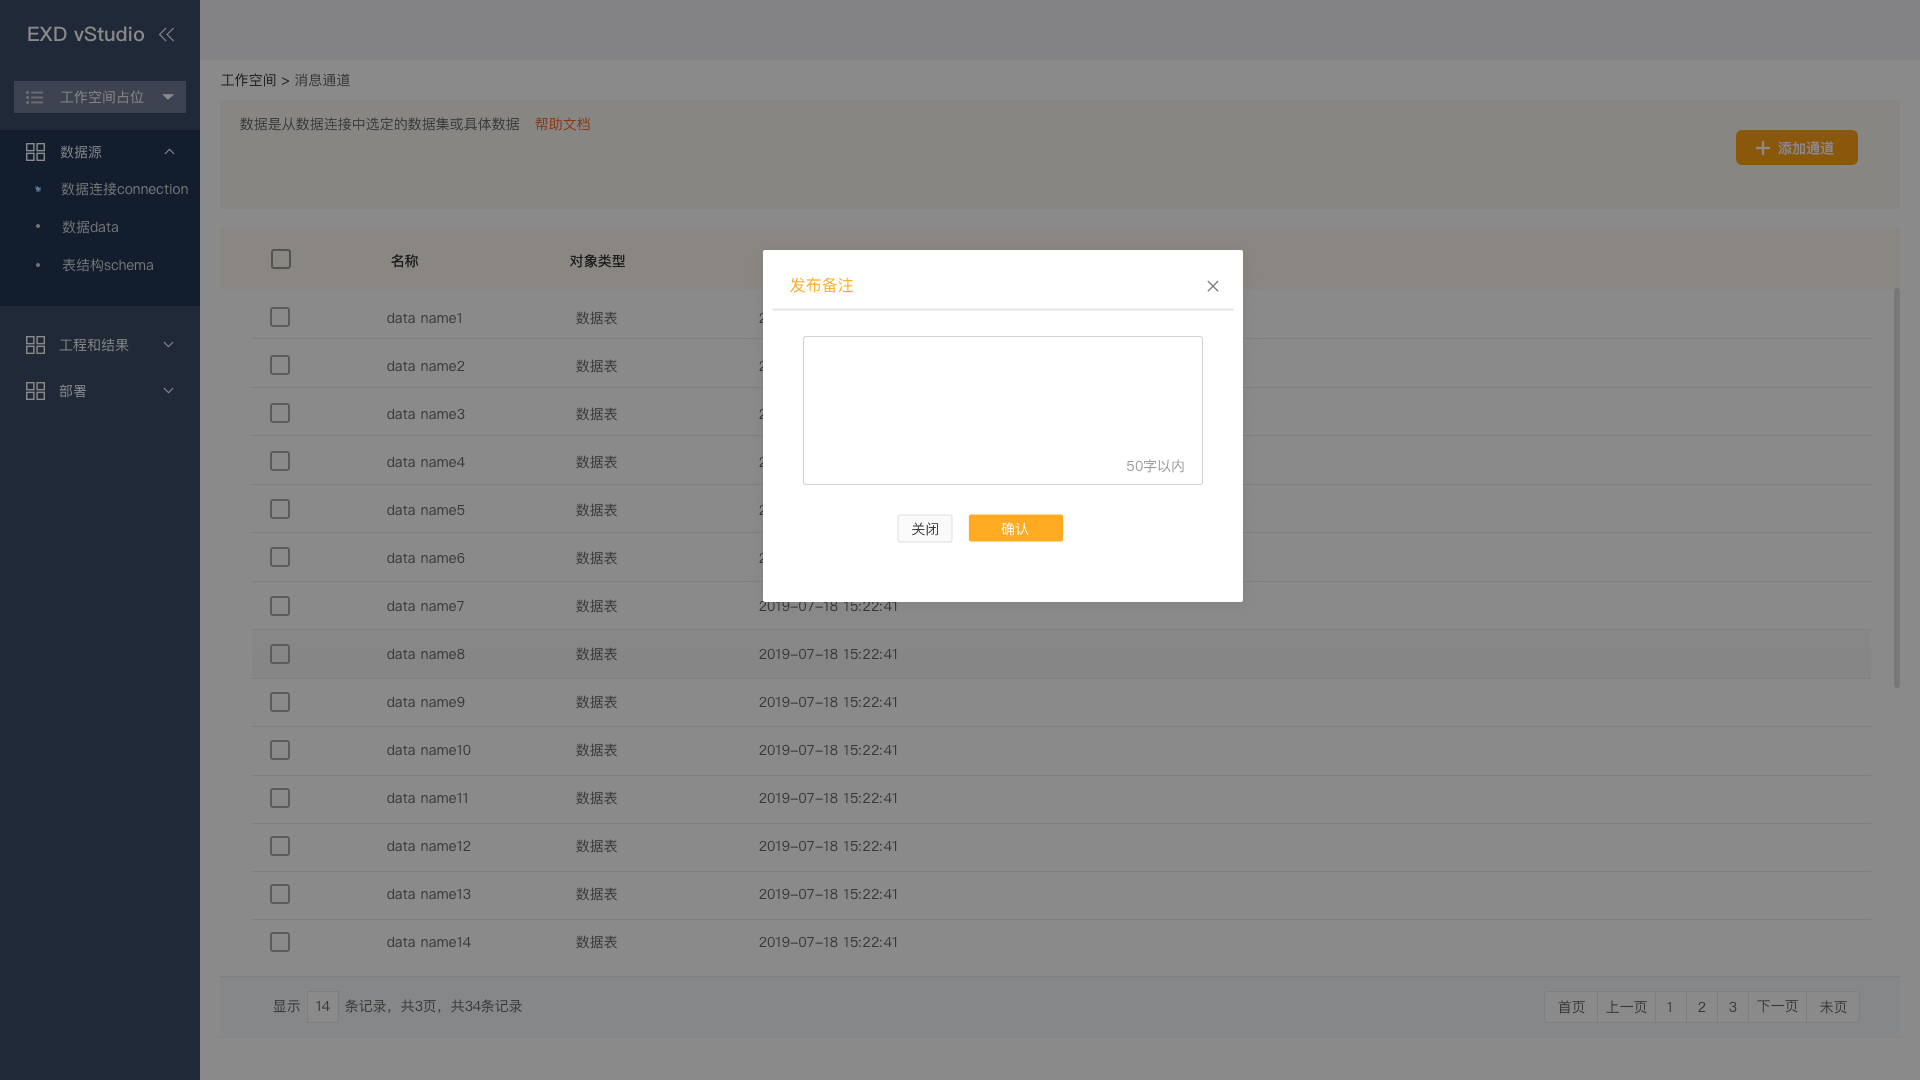 EXD vStudio
工作空间占位
数据源
数据连接connection
数据data
表结构schema
工程和结果
部署
工作空间 > 消息通道
数据是从数据连接中选定的数据集或具体数据 帮助文档
添加通道
名称 对象类型
data name1 数据表
data name2 数据表
data name3 数据表
data name4 数据表
data name5 数据表
data name6 数据表
data name7 数据表 2019-07-18 15:22:41
data name8 数据表 2019-07-18 15:22:41
data name9 数据表 2019-07-18 15:22:41
data name10 数据表 2019-07-18 15:22:41
data name11 数据表 2019-07-18 15:22:41
data name12 数据表 2019-07-18 15:22:41
data name13 数据表 2019-07-18 15:22:41
data name14 数据表 2019-07-18 15:22:41
显示 14 条记录，共3页，共34条记录
首页 上一页 1 2 3 下一页 未页
发布备注
50字以内
关闭 确认